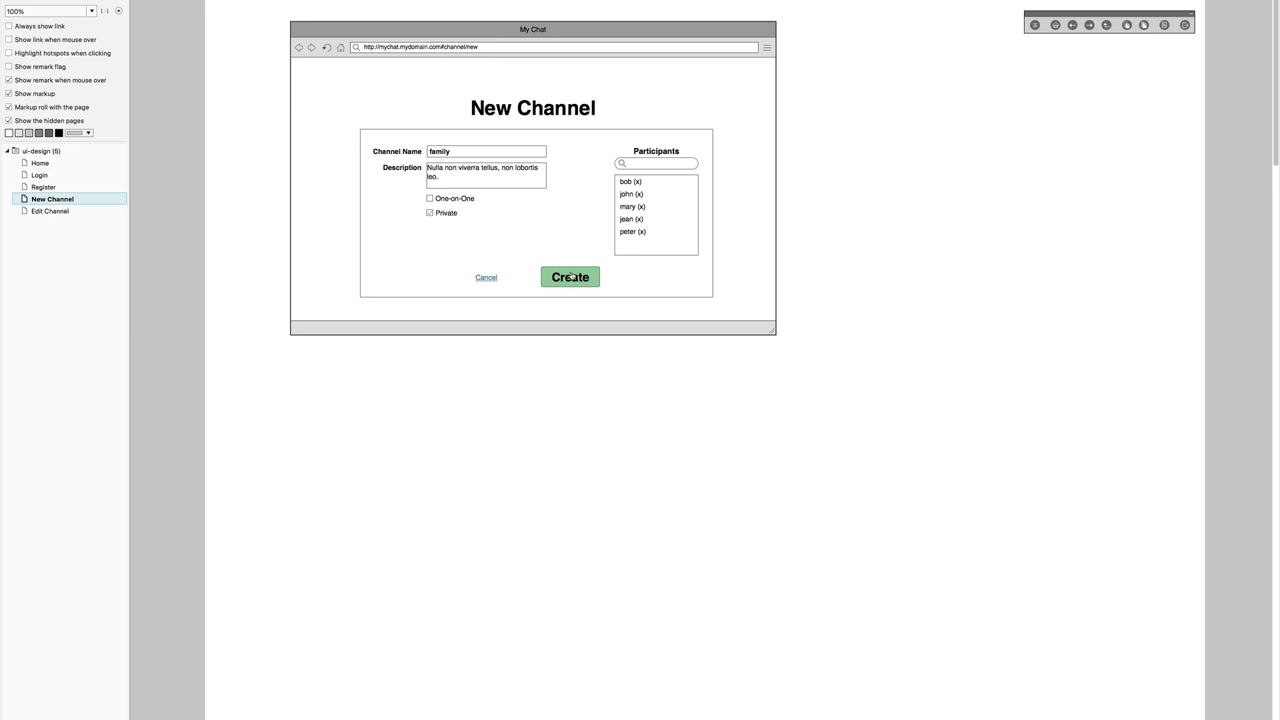 100%
1:1
Always show link
Show link when mouse over
Highlight hotspots when clicking
Show remark flag
Show remark when mouse over
Show markup
Markup roll with the page
Show the hidden pages
ui-design (5)
Home
Login
Register
New Channel
Edit Channel
My Chat
http://mychat.mydomain.com#channel/new
New Channel
Channel Name
family
Description
Nulla non viverra tellus, non lobortis
leo.
One-on-One
Private
Participants
bob (x)
john (x)
mary (x)
jean (x)
peter (x)
Cancel
Create